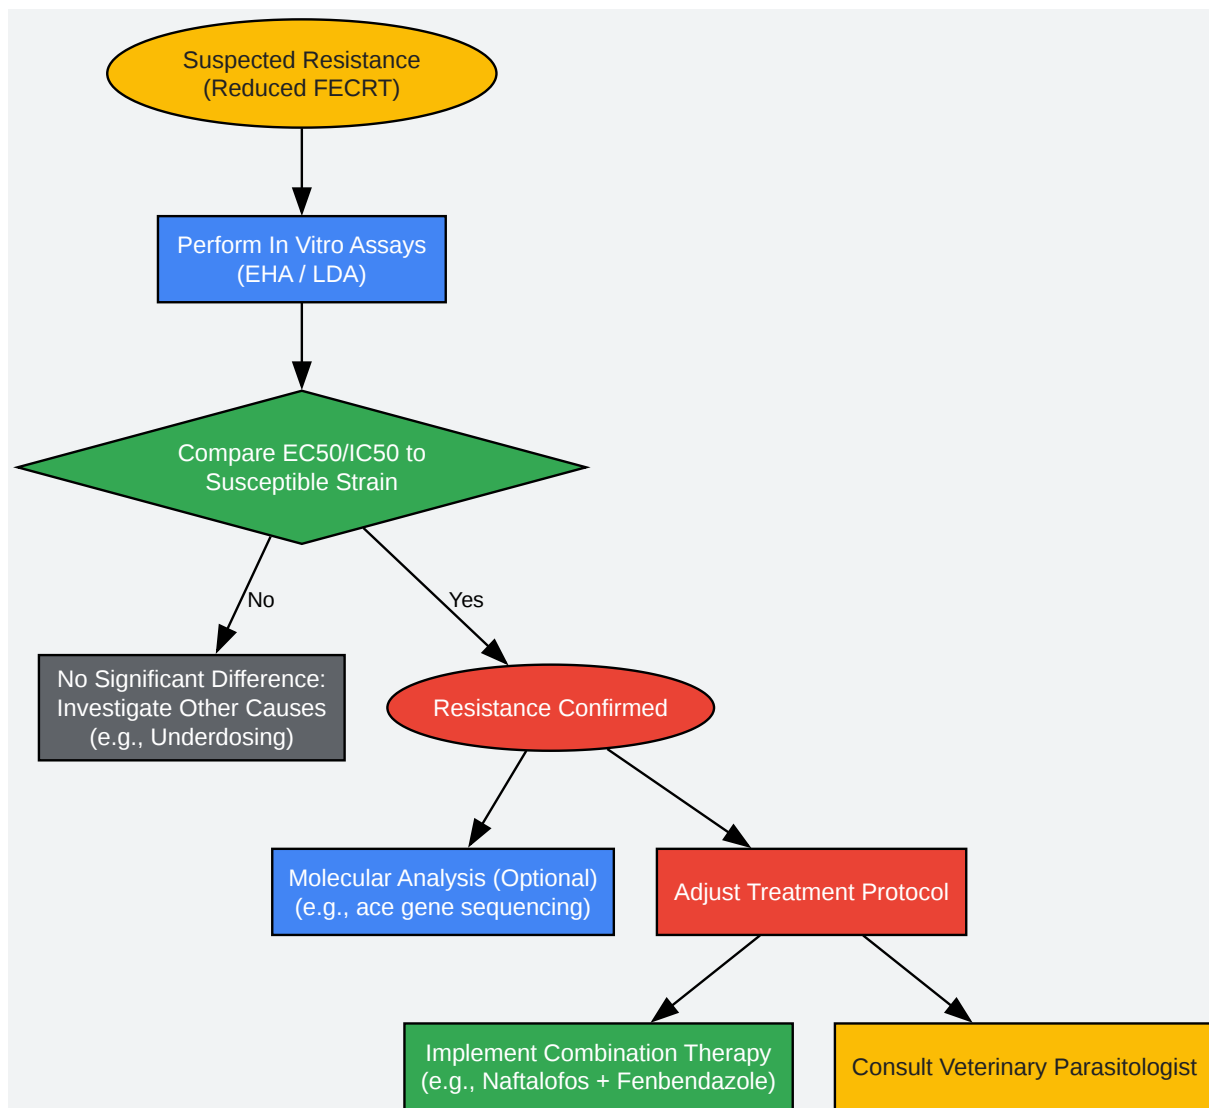 Suspected Resistance
(Reduced FECRT)
Perform In Vitro Assays
(EHA / LDA)
Compare EC50/IC50 to
Susceptible Strain
No
Yes
No Significant Difference:
Investigate Other Causes
(e.g., Underdosing)
Resistance Confirmed
Molecular Analysis (Optional)
(e.g., ace gene sequencing)
Adjust Treatment Protocol
Implement Combination Therapy
(e.g., Naftalofos + Fenbendazole)
Consult Veterinary Parasitologist